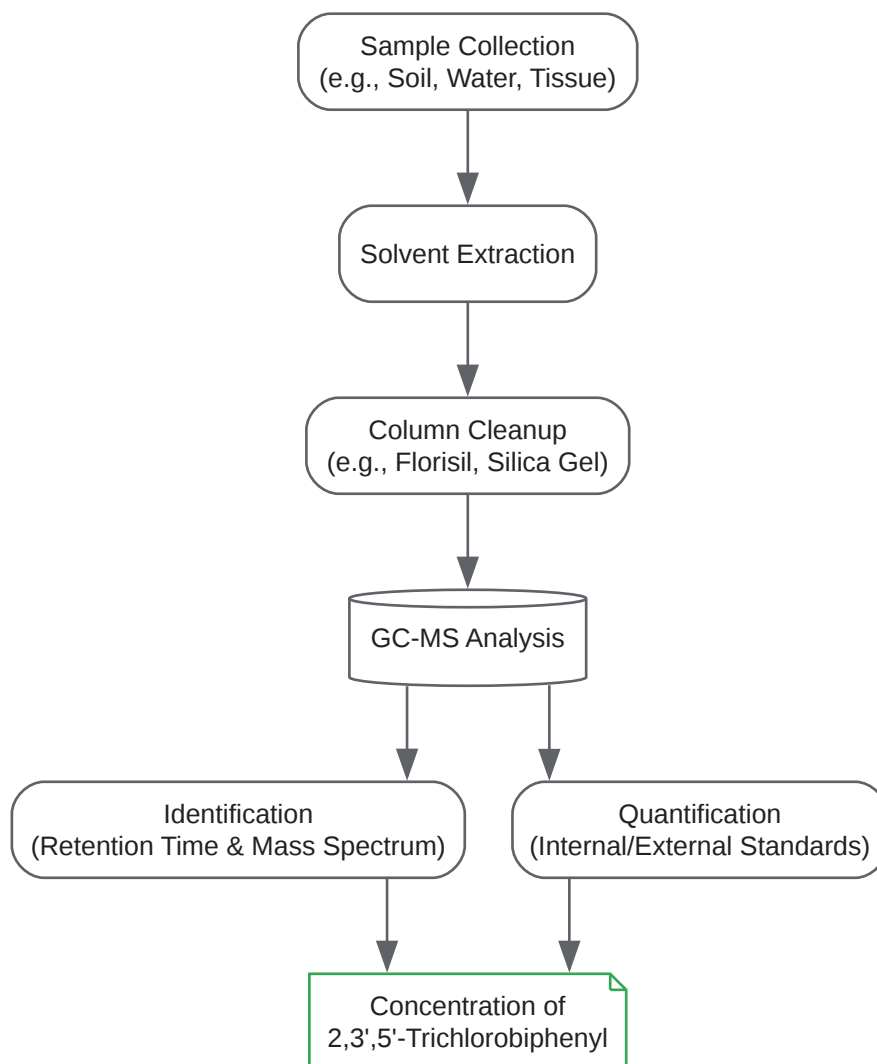 Sample Collection
(e.g., Soil, Water, Tissue)
Solvent Extraction
Column Cleanup
(e.g., Florisil, Silica Gel)
GC-MS Analysis
Identification
(Retention Time & Mass Spectrum)
Quantification
(Internal/External Standards)
Concentration of
2,3',5'-Trichlorobiphenyl